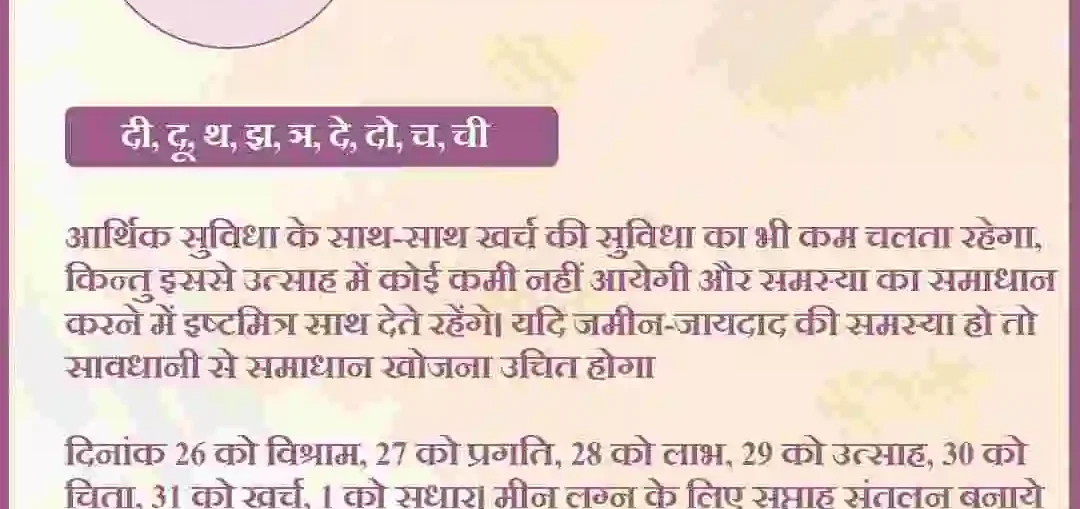 दी, दू, थ, झ, ञ, दे, दो, च, ची
आर्थिक सुविधा के साथ-साथ खर्च की सुविधा का भी कम चलता रहेगा,
किन्तु इससे उत्साह में कोई कमी नहीं आयेगी और समस्या का समाधान
करने में इष्टमित्र साथ देते रहेंगे। यदि जमीन-जायदाद की समस्या हो तो
सावधानी से समाधान खोजना उचित होगा
दिनांक 26 को विश्राम, 27 को प्रगति, 28 को लाभ, 29 को उत्साह, 30 को
चिता, 31 को खर्च, 1 को सधार। मीन लग्न के लिए सप्ताह संतलन बनाये